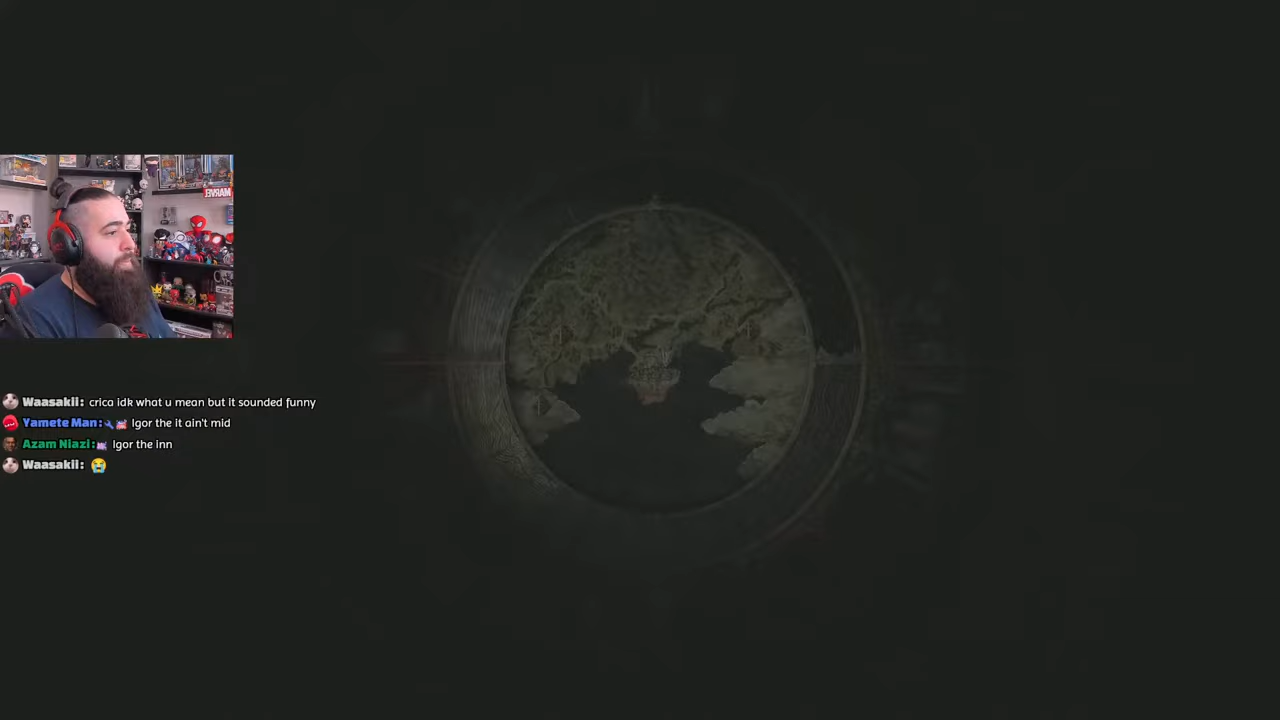 MARVEL
Waasakii: crica idk what u mean but it sounded funny
Yamete Man: Igor the it ain't mid
Azam Niazi: Igor the inn
Waasakii: 😭